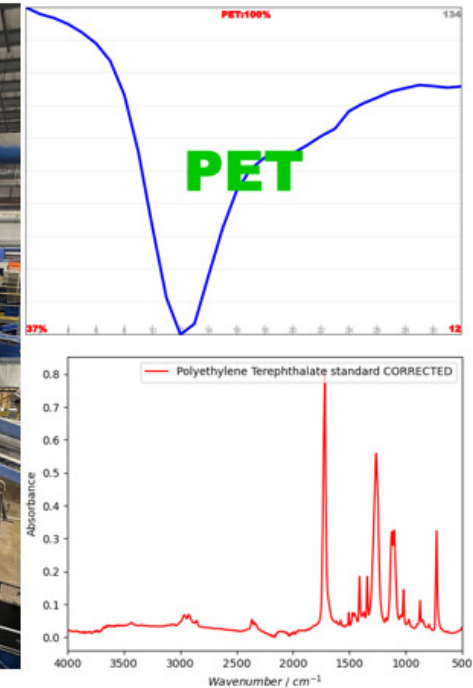 PET:100%
134
PET
37%
12
Polyethylene Terephthalate standard CORRECTED
0.8
0.7
0.6
0.5
0.4
0.3
0.2
0.1
0.0
Absorbance
4000 3500 3000 2500 2000 1500 1000 500
Wavenumber / cm⁻¹